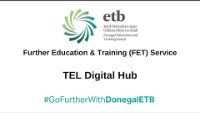 etb
Further Education & Training (FET) Service
TEL Digital Hub
#GoFurtherWithDonegalETB